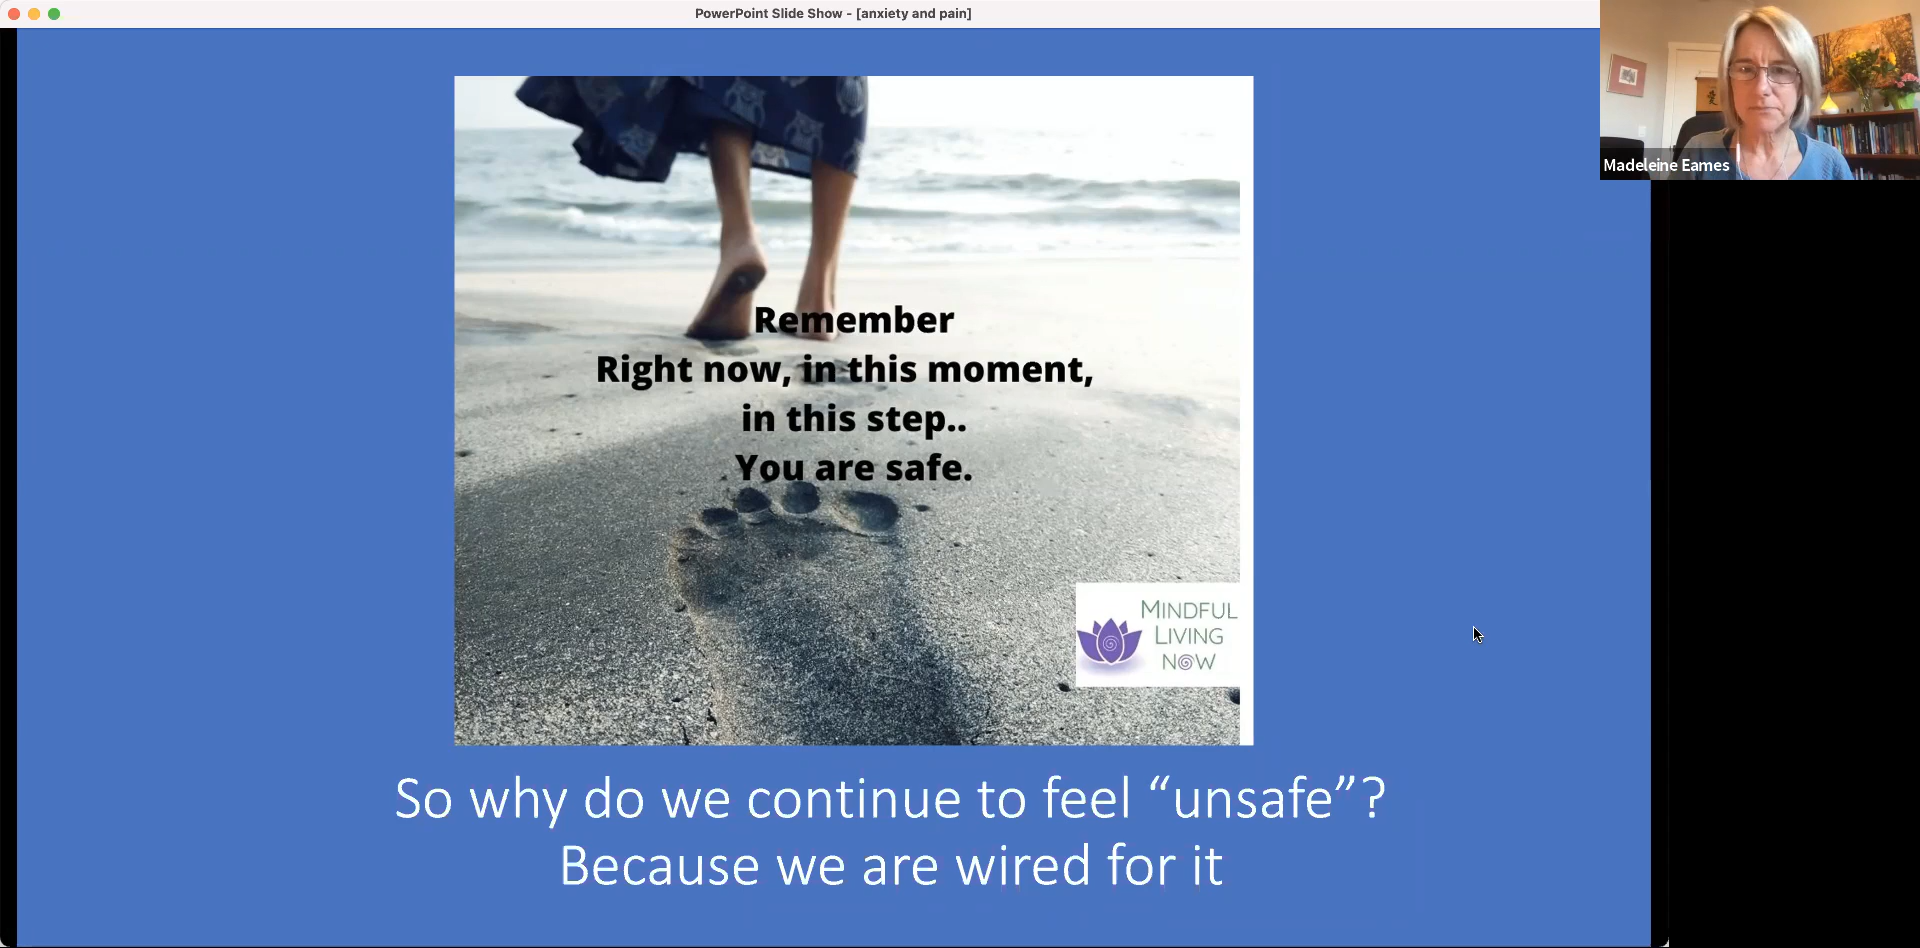 PowerPoint Slide Show - [anxiety and pain]
Madeleine Eames
Remember
Right now, in this moment,
in this step..
You are safe.
MINDFUL
LIVING
NOW
So why do we continue to feel “unsafe”?
Because we are wired for it